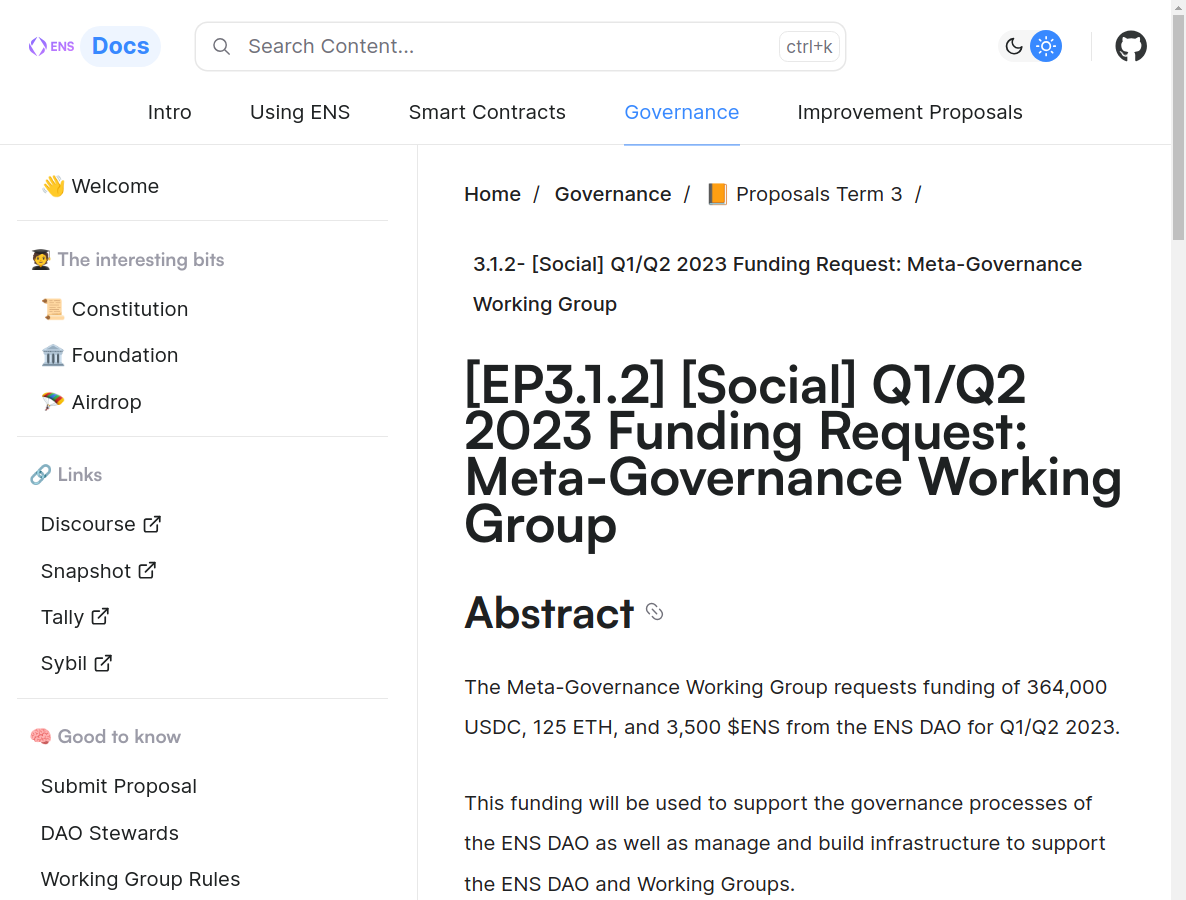 ENS Docs
Search Content...
ctrl+k
Intro
Using ENS
Smart Contracts
Governance
Improvement Proposals
👋 Welcome
🧑‍🎓 The interesting bits
📜 Constitution
🏛️ Foundation
🪂 Airdrop
🔗 Links
Discourse
Snapshot
Tally
Sybil
🧠 Good to know
Submit Proposal
DAO Stewards
Working Group Rules
Home / Governance / 📙 Proposals Term 3 /
3.1.2- [Social] Q1/Q2 2023 Funding Request: Meta-Governance
Working Group
[EP3.1.2] [Social] Q1/Q2
2023 Funding Request:
Meta-Governance Working
Group
Abstract
The Meta-Governance Working Group requests funding of 364,000
USDC, 125 ETH, and 3,500 $ENS from the ENS DAO for Q1/Q2 2023.
This funding will be used to support the governance processes of
the ENS DAO as well as manage and build infrastructure to support
the ENS DAO and Working Groups.